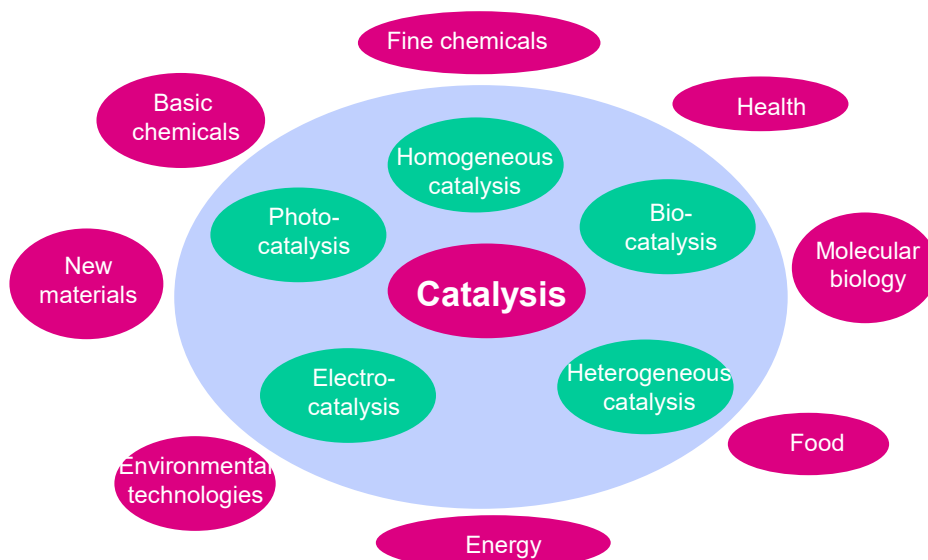 Fine chemicals
Basic
chemicals
Health
Homogeneous
catalysis
Photo-
catalysis
Bio-
catalysis
New
materials
Catalysis
Molecular
biology
Electro-
catalysis
Heterogeneous
catalysis
Environmental
technologies
Food
Energy